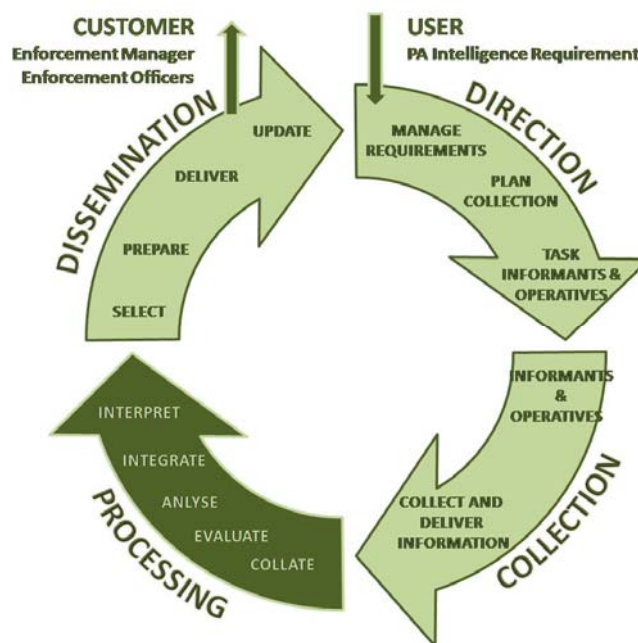 CUSTOMER
Enforcement Manager
Enforcement Officers
USER
PA Intelligence Requirement
DIRECTION
MANAGE
REQUIREMENTS
PLAN
COLLECTION
TASK
INFORMANTS &
OPERATIVES
COLLECTION
INFORMANTS
&
OPERATIVES
COLLECT AND
DELIVER
INFORMATION
PROCESSING
COLLATE
EVALUATE
ANLYSE
INTEGRATE
INTERPRET
DISSEMINATION
SELECT
PREPARE
DELIVER
UPDATE